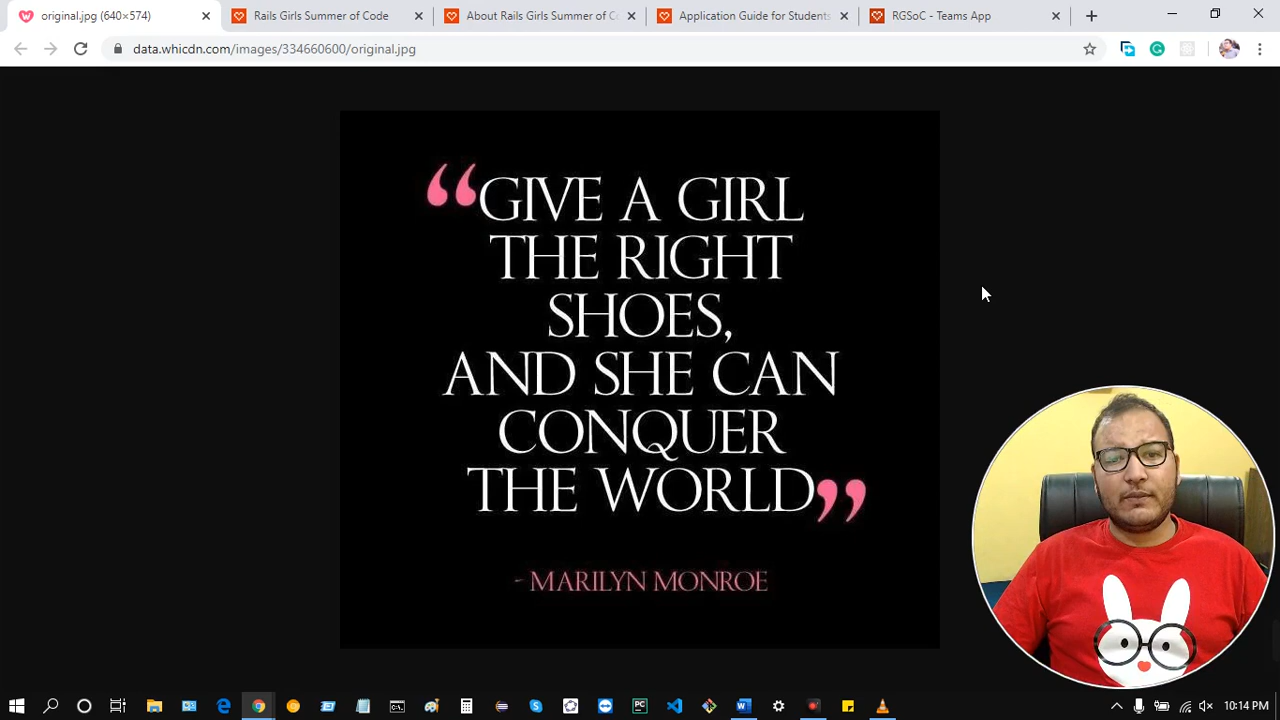 original.jpg (640×574)
Rails Girls Summer of Code
About Rails Girls Summer of C
Application Guide for Students
RGSoC - Teams App
data.whicdn.com/images/334660600/original.jpg
“GIVE A GIRL
THE RIGHT
SHOES,
AND SHE CAN
CONQUER
THE WORLD”
- MARILYN MONROE
10:14 PM